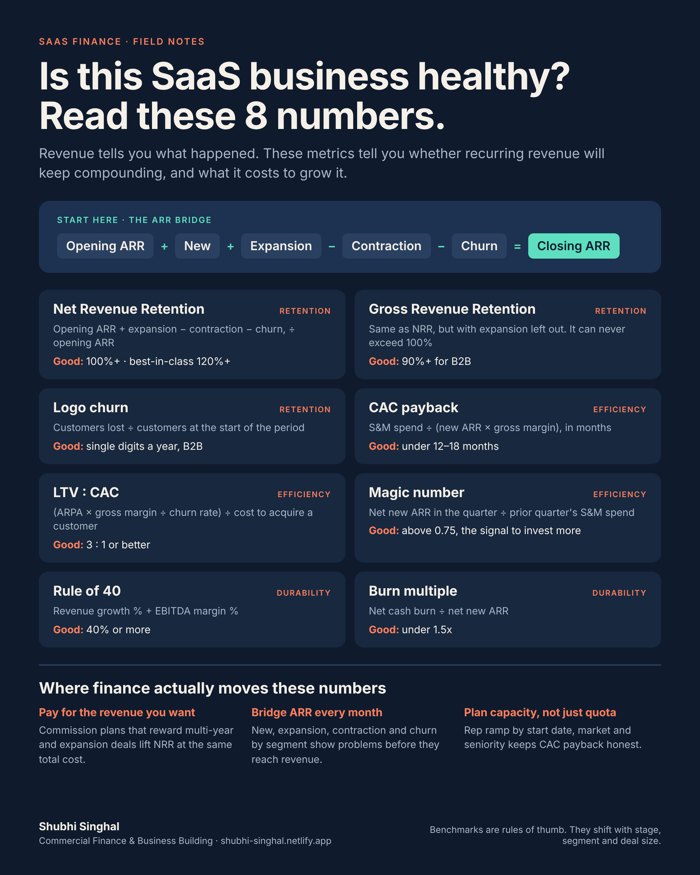 SAAS FINANCE · FIELD NOTES
Is this SaaS business healthy?
Read these 8 numbers.
Revenue tells you what happened. These metrics tell you whether recurring revenue will
keep compounding, and what it costs to grow it.
START HERE · THE ARR BRIDGE
Opening ARR + New + Expansion − Contraction − Churn = Closing ARR
Net Revenue Retention RETENTION
Opening ARR + expansion − contraction − churn, ÷
opening ARR
Good: 100%+ · best-in-class 120%+
Gross Revenue Retention RETENTION
Same as NRR, but with expansion left out. It can never
exceed 100%
Good: 90%+ for B2B
Logo churn RETENTION
Customers lost ÷ customers at the start of the period
Good: single digits a year, B2B
CAC payback EFFICIENCY
S&M spend ÷ (new ARR × gross margin), in months
Good: under 12–18 months
LTV : CAC EFFICIENCY
(ARPA × gross margin ÷ churn rate) ÷ cost to acquire a
customer
Good: 3 : 1 or better
Magic number EFFICIENCY
Net new ARR in the quarter ÷ prior quarter's S&M spend
Good: above 0.75, the signal to invest more
Rule of 40 DURABILITY
Revenue growth % + EBITDA margin %
Good: 40% or more
Burn multiple DURABILITY
Net cash burn ÷ net new ARR
Good: under 1.5x
Where finance actually moves these numbers
Pay for the revenue you want
Commission plans that reward multi-year
and expansion deals lift NRR at the same
total cost.
Bridge ARR every month
New, expansion, contraction and churn
by segment show problems before they
reach revenue.
Plan capacity, not just quota
Rep ramp by start date, market and
seniority keeps CAC payback honest.
Shubhi Singhal
Commercial Finance & Business Building · shubhi-singhal.netlify.app
Benchmarks are rules of thumb. They shift with stage,
segment and deal size.